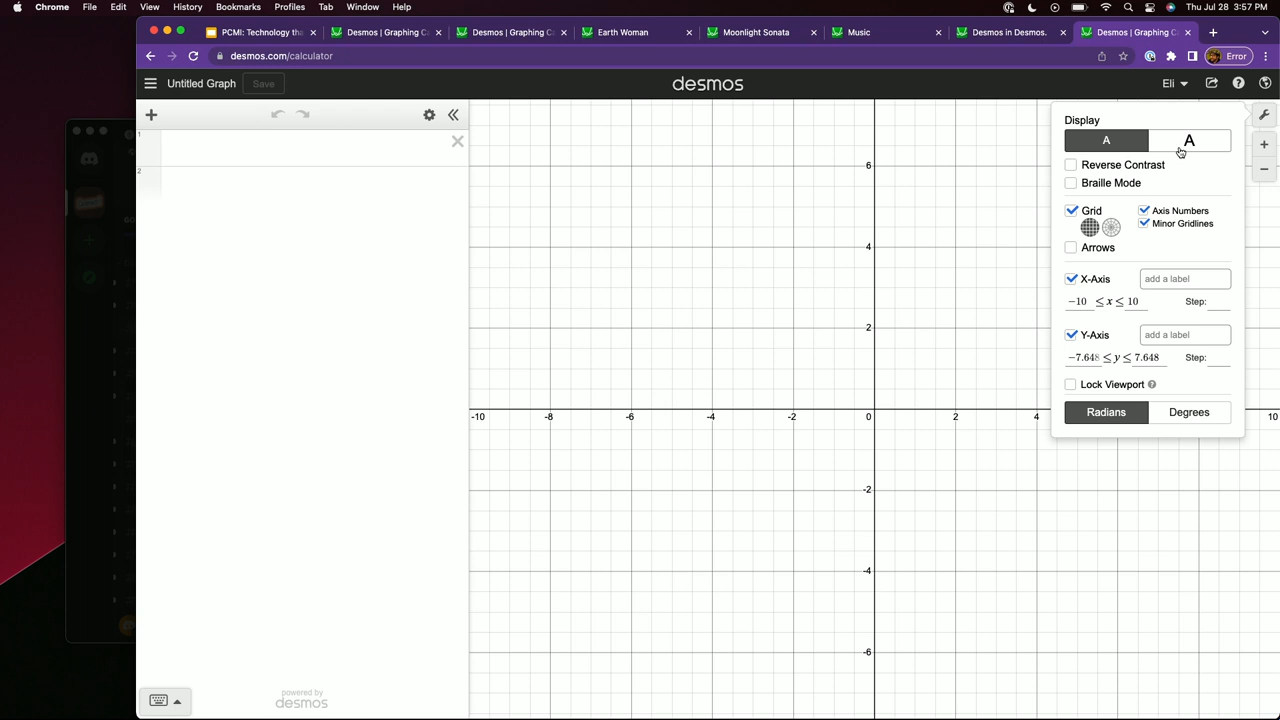 Chrome File Edit View History Bookmarks Profiles Tab Window Help Thu Jul 28 3:57 PM
PCMI: Technology tha Desmos | Graphing Ca Desmos | Graphing Ca Earth Woman Moonlight Sonata Music Desmos in Desmos. Desmos | Graphing Ca
desmos.com/calculator Error
Untitled Graph Save desmos Eli
Display
A A
Reverse Contrast
Braille Mode
Grid Axis Numbers
Minor Gridlines
Arrows
X-Axis add a label
-10 ≤ x ≤ 10 Step:
Y-Axis add a label
-7.648 ≤ y ≤ 7.648 Step:
Lock Viewport
Radians Degrees
1
2
6
4
2
-10 -8 -6 -4 -2 0 2 4 10
-2
-4
-6
powered by
desmos